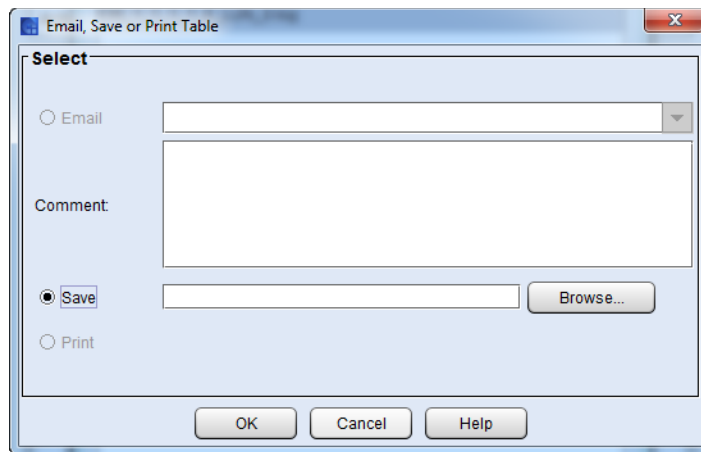 Email, Save or Print Table
Select
Email
Comment:
Save
Browse...
Print
OK
Cancel
Help